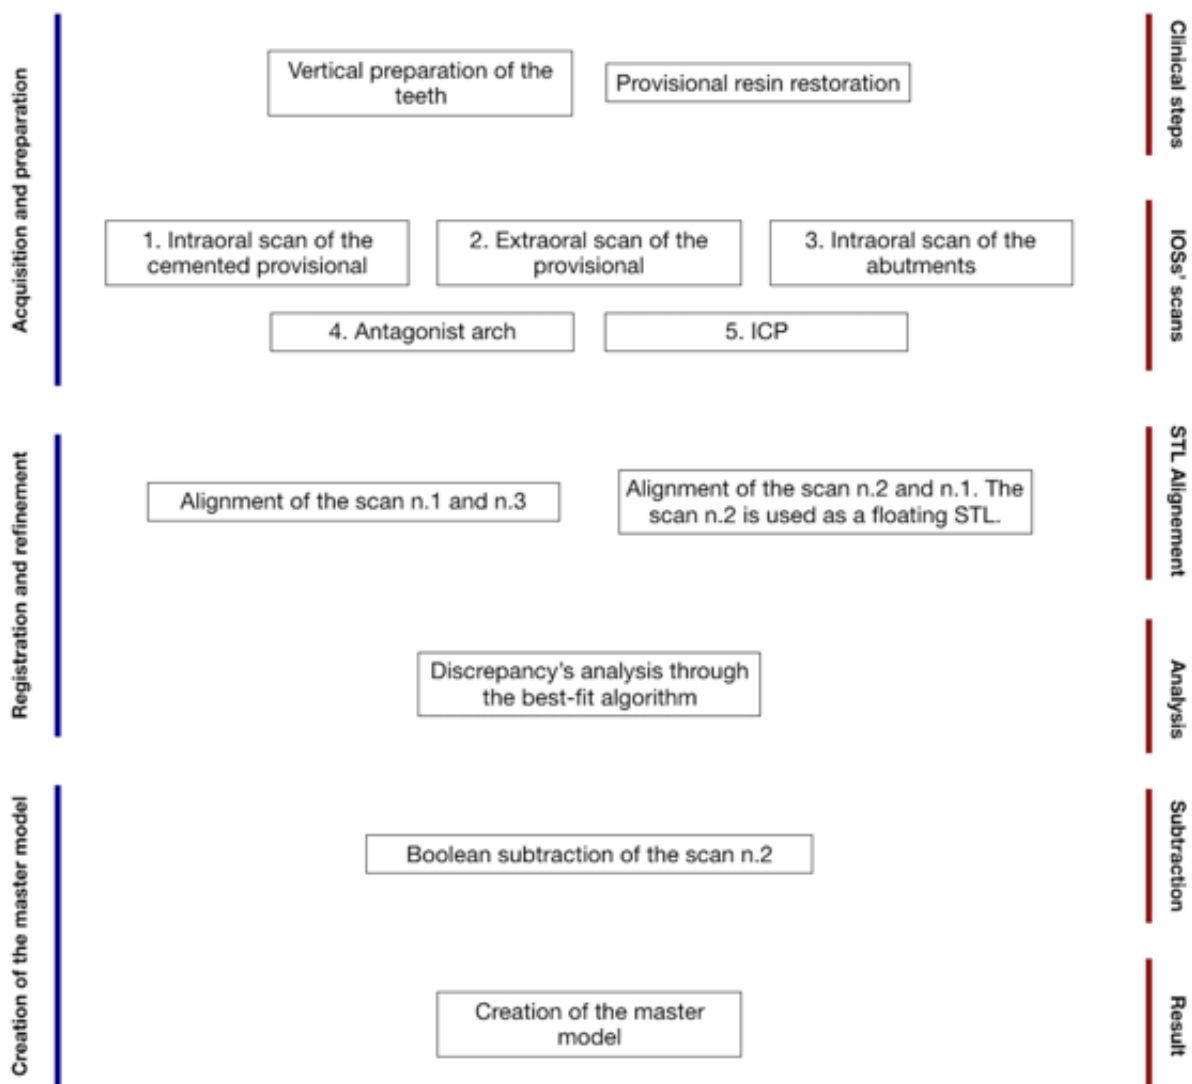 Acquisition and preparation
Clinical steps
Vertical preparation of the
teeth
Provisional resin restoration
IOSs' scans
1. Intraoral scan of the
cemented provisional
2. Extraoral scan of the
provisional
3. Intraoral scan of the
abutments
4. Antagonist arch
5. ICP
Registration and refinement
STL Alignement
Alignment of the scan n.1 and n.3
Alignment of the scan n.2 and n.1. The
scan n.2 is used as a floating STL.
Analysis
Discrepancy's analysis through
the best-fit algorithm
Creation of the master model
Subtraction
Boolean subtraction of the scan n.2
Result
Creation of the master
model